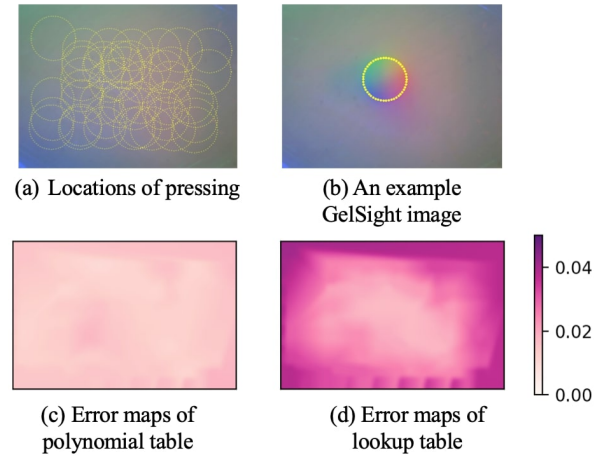 (a) Locations of pressing
(b) An example
GelSight image
0.04
0.02
0.00
(c) Error maps of
polynomial table
(d) Error maps of
lookup table